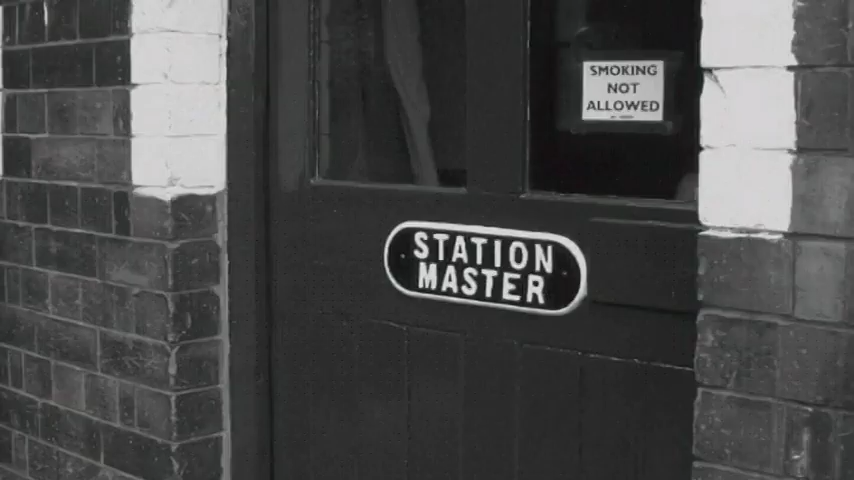 SMOKING
NOT
ALLOWED
STATION
MASTER